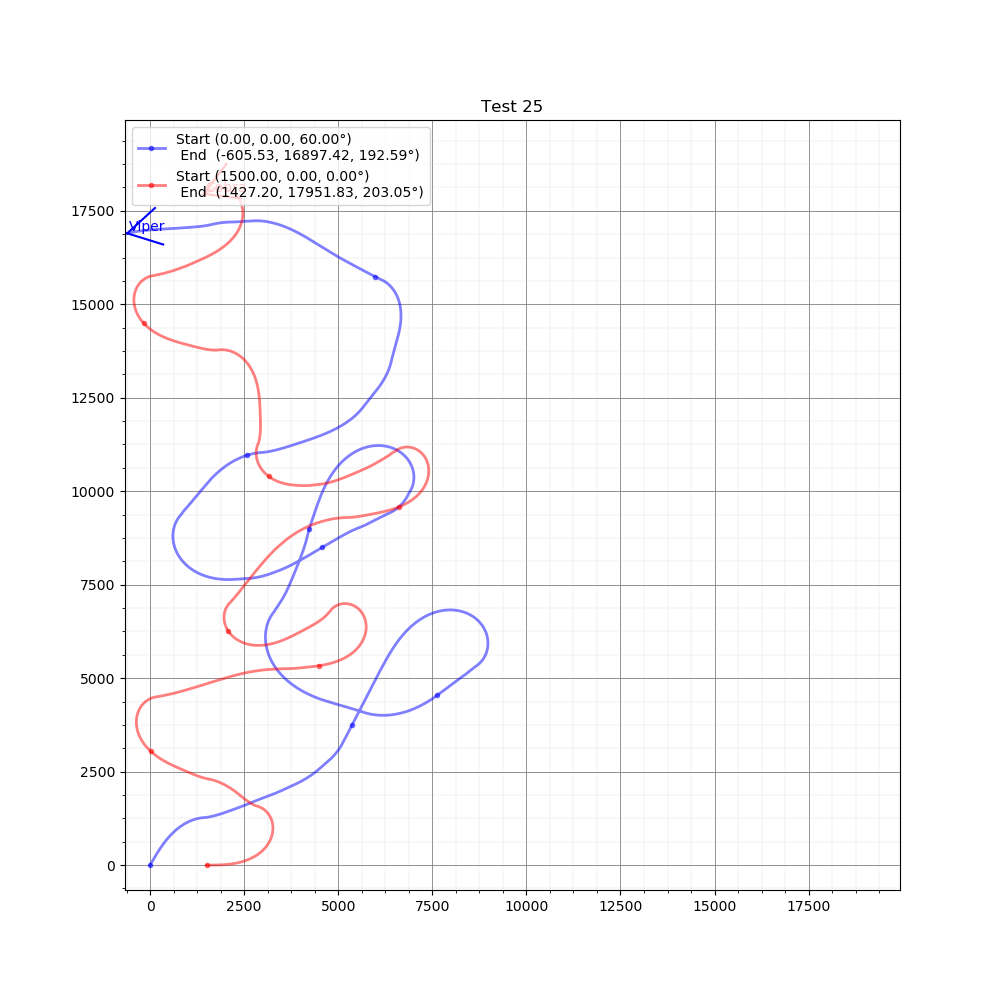 Test 25
Start (0.00, 0.00, 60.00°)
End (-605.53, 16897.42, 192.59°)
Start (1500.00, 0.00, 0.00°)
End (1427.20, 17951.83, 203.05°)
Viper
17500
15000
12500
10000
7500
5000
2500
0
0 2500 5000 7500 10000 12500 15000 17500